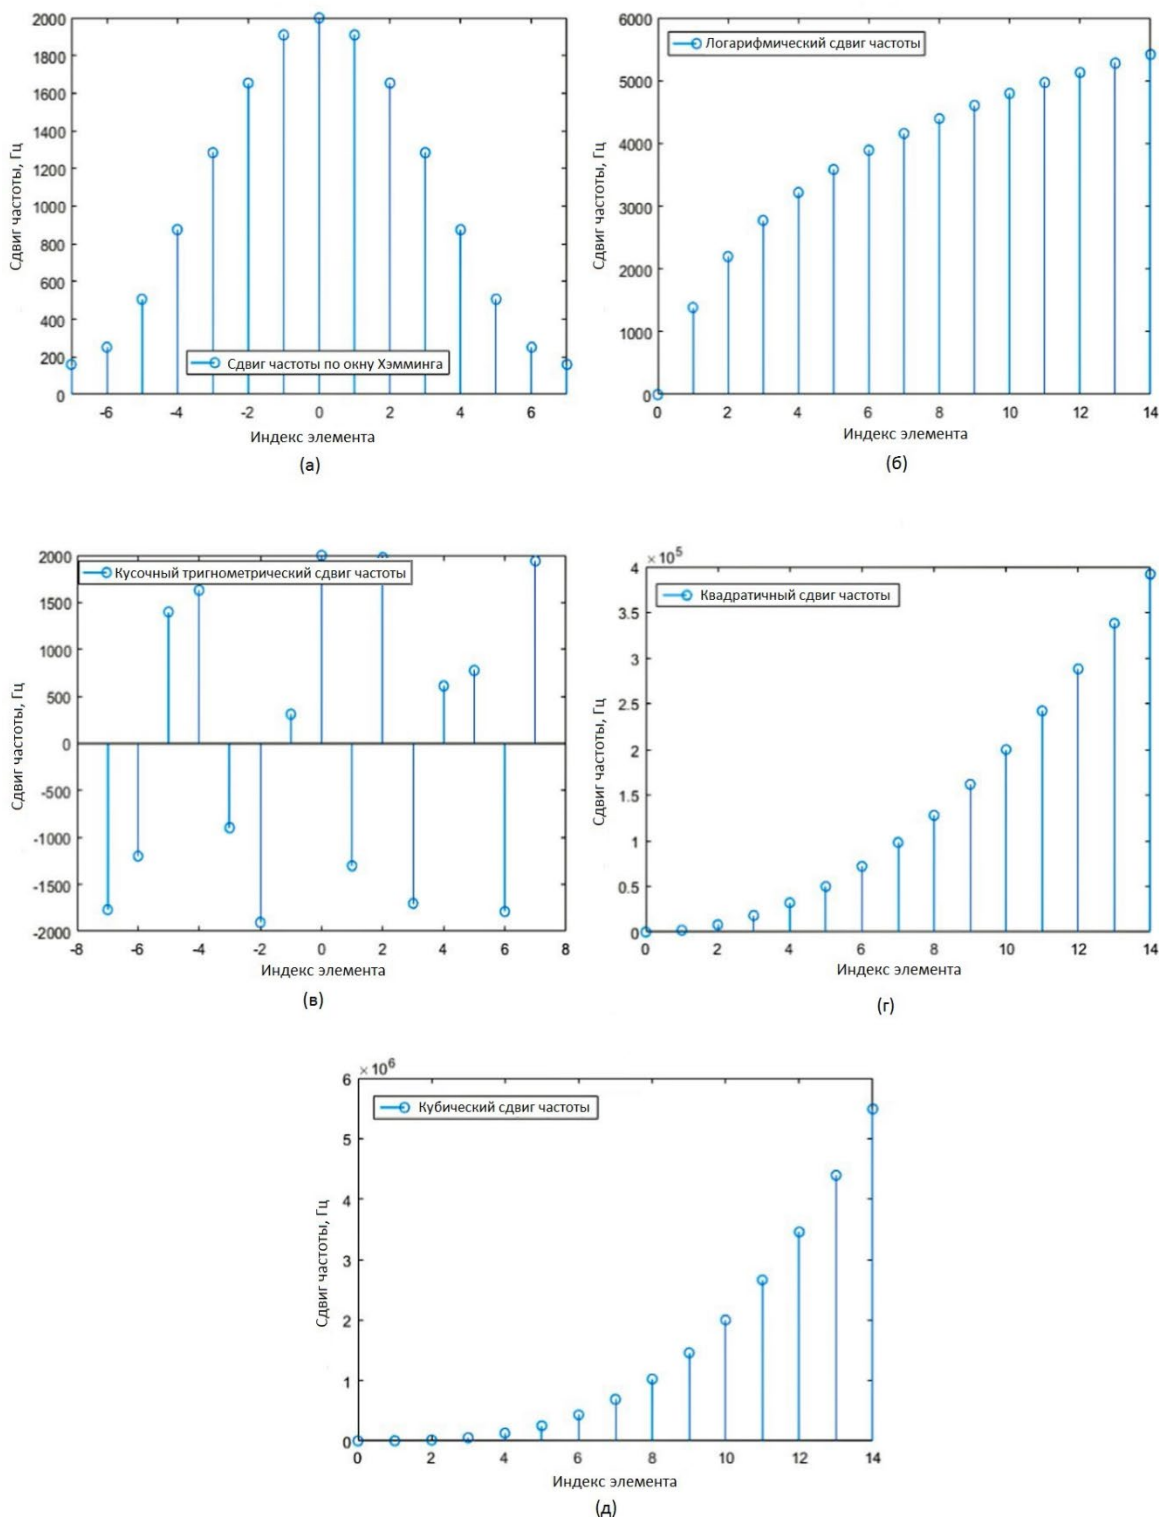 2000
1800
1600
1400
1200
1000
800
600
400
200
0
Сдвиг частоты, Гц
Сдвиг частоты по окну Хэмминга
-6 -4 -2 0 2 4 6
Индекс элемента
(а)
6000
5000
4000
3000
2000
1000
0
Сдвиг частоты, Гц
Логарифмический сдвиг частоты
0 2 4 6 8 10 12 14
Индекс элемента
(б)
2000
1500
1000
500
0
-500
-1000
-1500
-2000
Сдвиг частоты, Гц
Кусочный тригнометрический сдвиг частоты
-8 -6 -4 -2 0 2 4 6 8
Индекс элемента
(в)
×10⁵
4
3.5
3
2.5
2
1.5
1
0.5
0
Сдвиг частоты, Гц
Квадратичный сдвиг частоты
0 2 4 6 8 10 12 14
Индекс элемента
(г)
×10⁶
6
5
4
3
2
1
0
Сдвиг частоты, Гц
Кубический сдвиг частоты
0 2 4 6 8 10 12 14
Индекс элемента
(д)